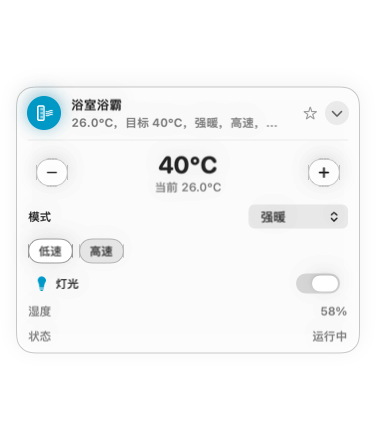 浴室浴霸
26.0°C，目标 40°C，强暖，高速，...
40°C
当前 26.0°C
模式
强暖
低速
高速
灯光
湿度
58%
状态
运行中